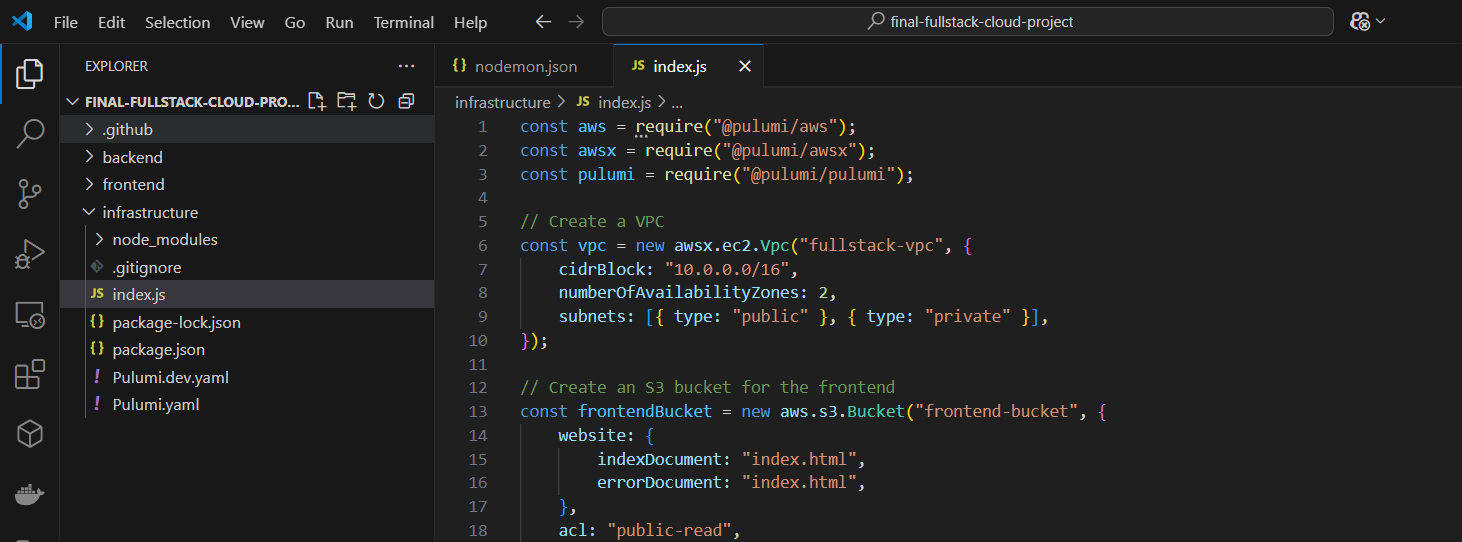 File Edit Selection View Go Run Terminal Help
final-fullstack-cloud-project
EXPLORER
FINAL-FULLSTACK-CLOUD-PRO...
.github
backend
frontend
infrastructure
node_modules
.gitignore
JS index.js
{} package-lock.json
{} package.json
! Pulumi.dev.yaml
! Pulumi.yaml
{} nodemon.json
JS index.js
infrastructure > JS index.js > ...
1 const aws = require("@pulumi/aws");
2 const awsx = require("@pulumi/awsx");
3 const pulumi = require("@pulumi/pulumi");
4
5 // Create a VPC
6 const vpc = new awsx.ec2.Vpc("fullstack-vpc", {
7     cidrBlock: "10.0.0.0/16",
8     numberOfAvailabilityZones: 2,
9     subnets: [{ type: "public" }, { type: "private" }],
10 });
11
12 // Create an S3 bucket for the frontend
13 const frontendBucket = new aws.s3.Bucket("frontend-bucket", {
14     website: {
15         indexDocument: "index.html",
16         errorDocument: "index.html",
17     },
18     acl: "public-read",